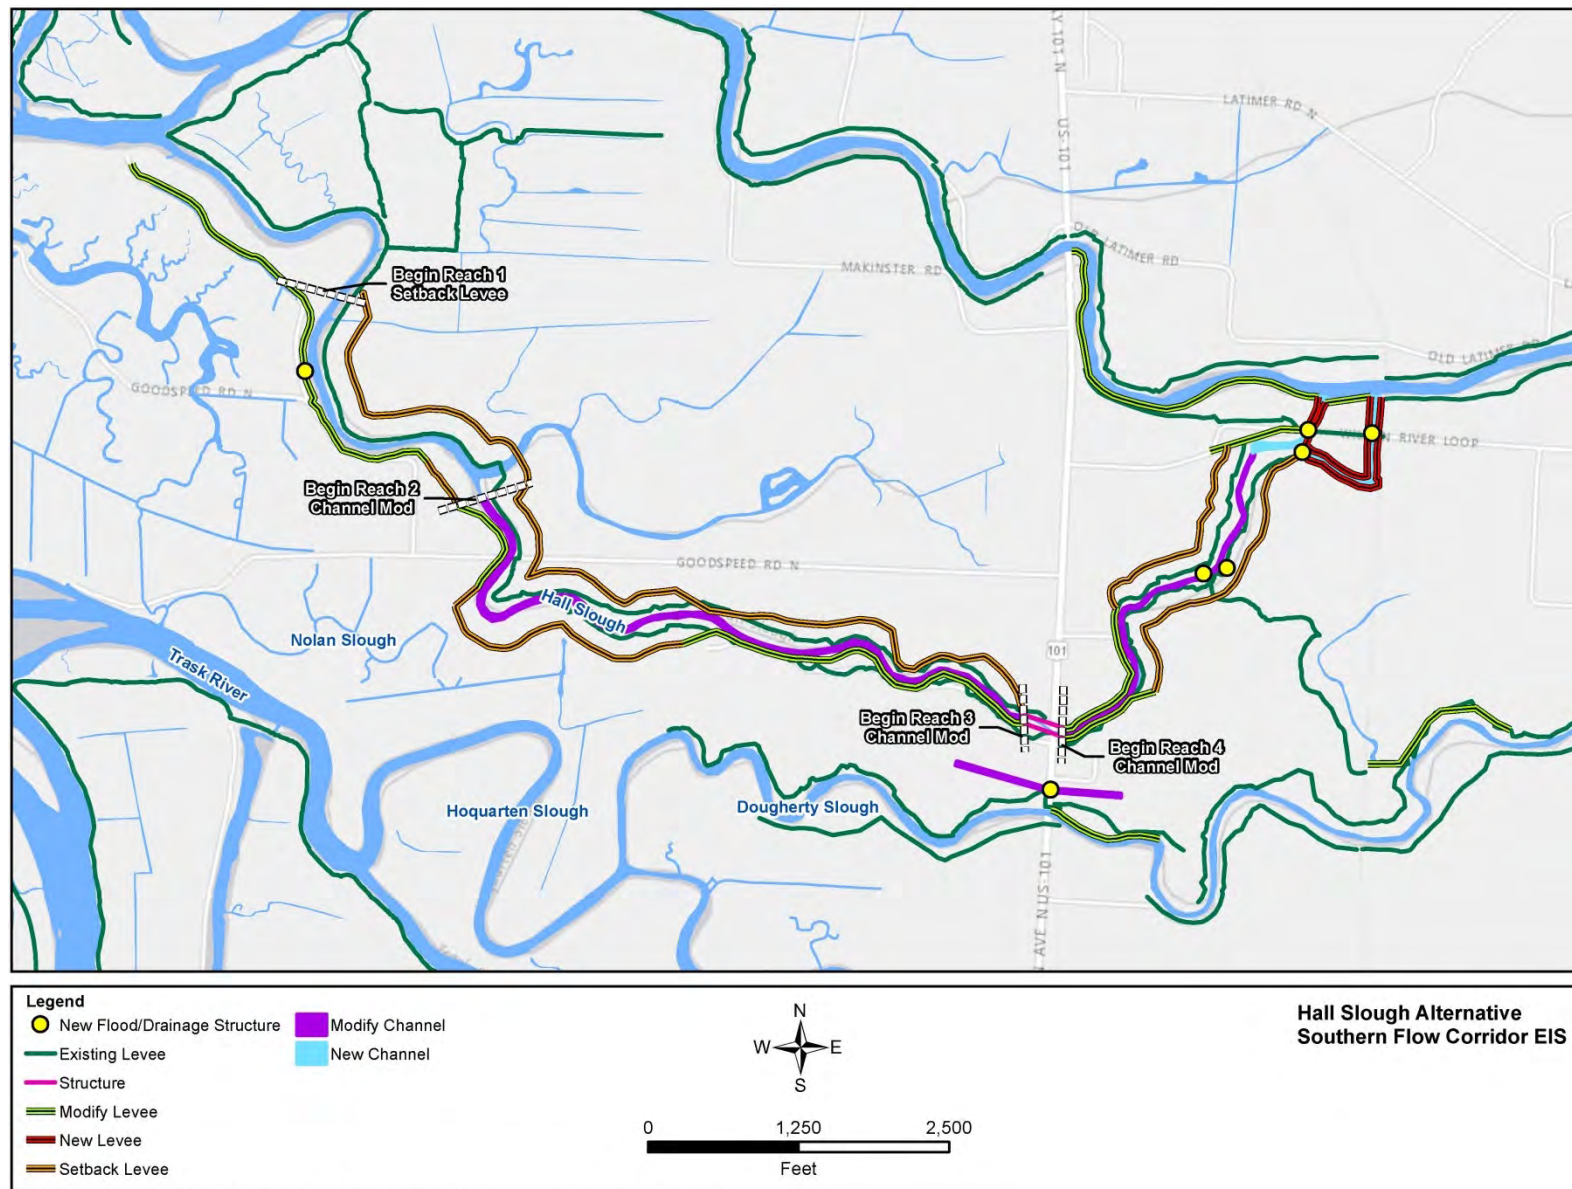 LATIMER RD N
US-101
OLD LATIMER RD
MAKINSTER RD
Begin Reach 1
Setback Levee
OLD LATIMER RD
GOODSPEED RD N
RIVER LOOP
Begin Reach 2
Channel Mod
GOODSPEED RD N
Hall Slough
Nolan Slough
Trask River
101
Begin Reach 3
Channel Mod
Begin Reach 4
Channel Mod
Hoquarten Slough
Dougherty Slough
AVE N US-101
Legend
New Flood/Drainage Structure
Existing Levee
Structure
Modify Levee
New Levee
Setback Levee
Modify Channel
New Channel
N
W
E
S
0
1,250
2,500
Feet
Hall Slough Alternative
Southern Flow Corridor EIS